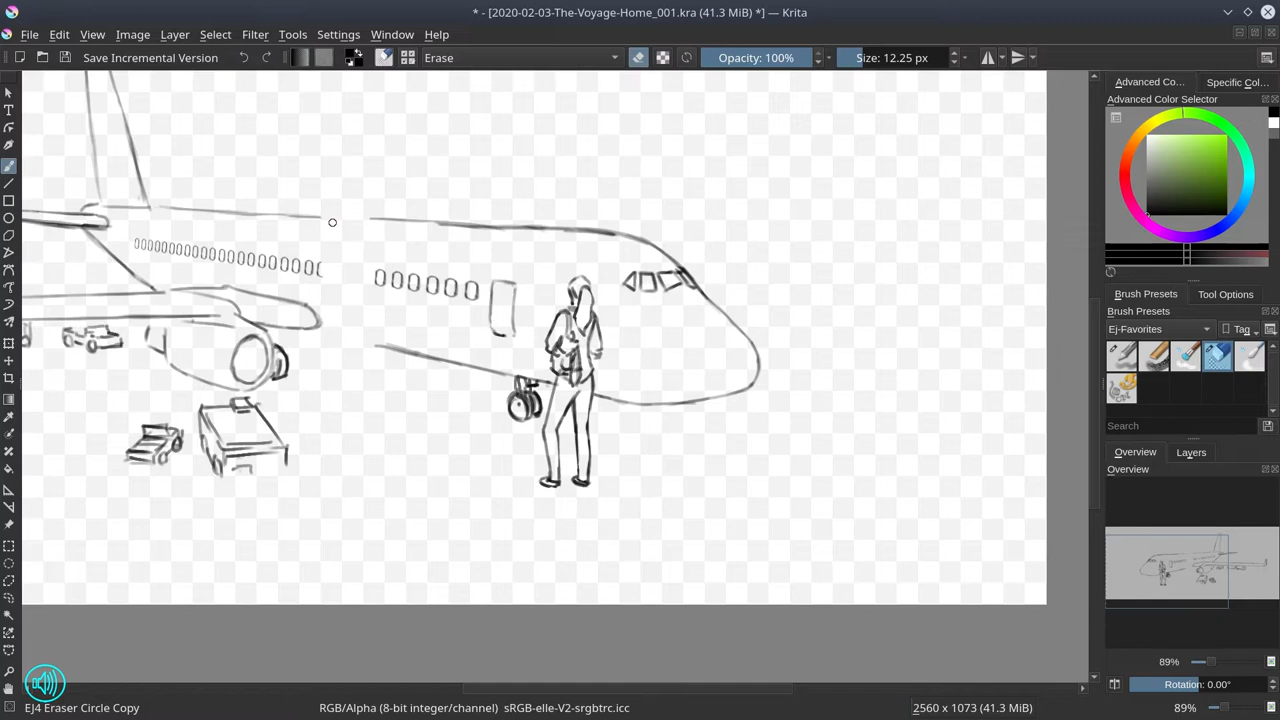 * - [2020-02-03-The-Voyage-Home_001.kra (41.3 MiB) *] — Krita
File Edit View Image Layer Select Filter Tools Settings Window Help
Save Incremental Version Erase Opacity: 100% Size: 12.25 px
Advanced Co... Specific Col...
Advanced Color Selector
Brush Presets Tool Options
Brush Presets
Ej-Favorites Tag
Search
Overview Layers
Overview
89%
Rotation: 0.00°
EJ4 Eraser Circle Copy RGB/Alpha (8-bit integer/channel) sRGB-elle-V2-srgbtrc.icc 2560 x 1073 (41.3 MiB) 89%